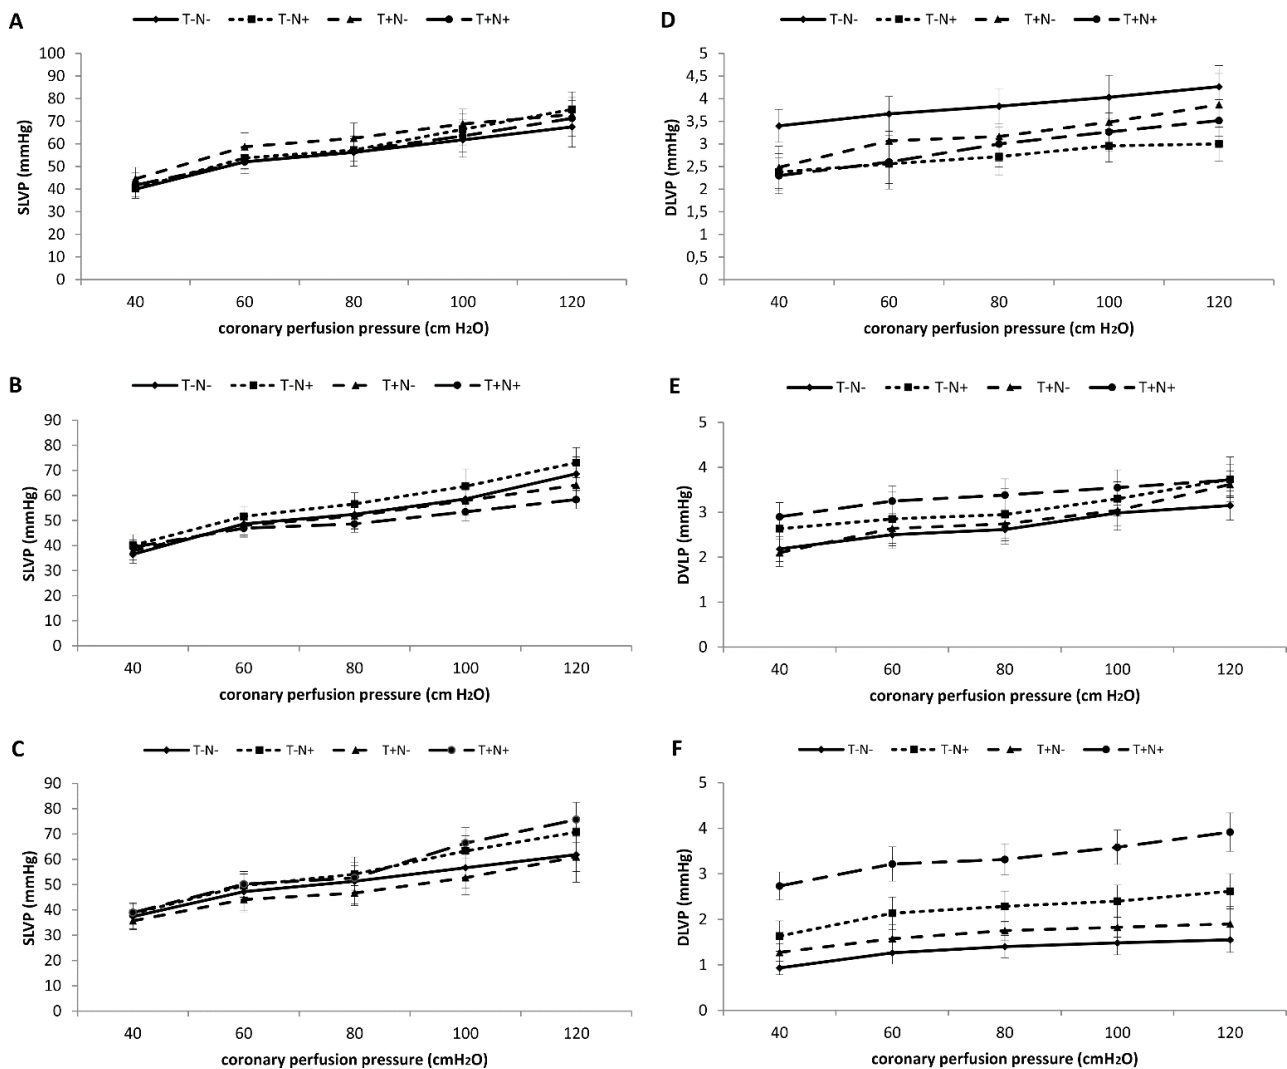 A
T-N- T-N+ T+N- T+N+
100
90
80
70
60
50
40
30
20
10
0
SLVP (mmHg)
40 60 80 100 120
coronary perfusion pressure (cm H2O)
D
T-N- T-N+ T+N- T+N+
5
4,5
4
3,5
3
2,5
2
1,5
1
0,5
0
DLVP (mmHg)
40 60 80 100 120
coronary perfusion pressure (cm H2O)
B
T-N- T-N+ T+N- T+N+
90
80
70
60
50
40
30
20
10
0
SLVP (mmHg)
40 60 80 100 120
coronary perfusion pressure (cm H2O)
E
T-N- T-N+ T+N- T+N+
5
4
3
2
1
0
DVLP (mmHg)
40 60 80 100 120
coronary perfusion pressure (cm H2O)
C
T-N- T-N+ T+N- T+N+
90
80
70
60
50
40
30
20
10
0
SLVP (mmHg)
40 60 80 100 120
coronary perfusion pressure (cmH2O)
F
T-N- T-N+ T+N- T+N+
5
4
3
2
1
0
DLVP (mmHg)
40 60 80 100 120
coronary perfusion pressure (cmH2O)